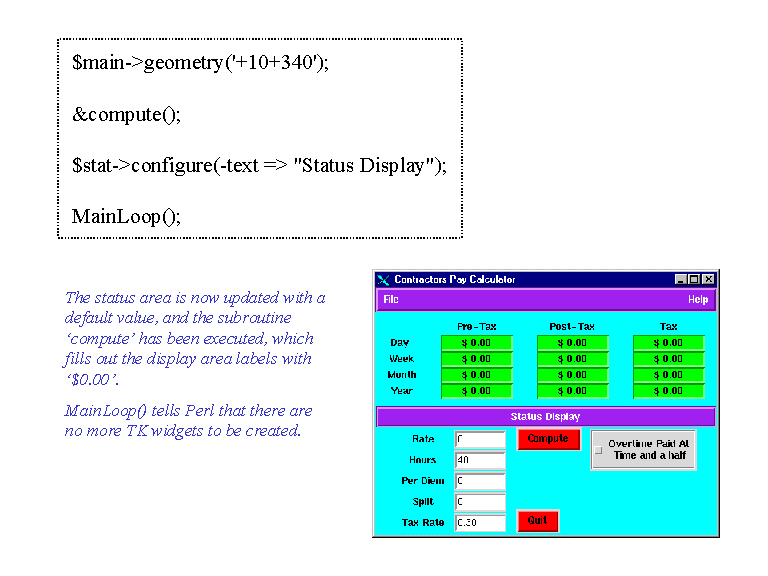 $main->geometry('+10+340');
&compute();
$stat->configure(-text => "Status Display");
MainLoop();
The status area is now updated with a
default value, and the subroutine
‘compute’ has been executed, which
fills out the display area labels with
‘$0.00’.
MainLoop() tells Perl that there are
no more TK widgets to be created.
Contractors Pay Calculator
File Help
Pre-Tax Post-Tax Tax
Day $ 0.00 $ 0.00 $ 0.00
Week $ 0.00 $ 0.00 $ 0.00
Month $ 0.00 $ 0.00 $ 0.00
Year $ 0.00 $ 0.00 $ 0.00
Status Display
Rate 0 Compute
Overtime Paid At
Time and a half
Hours 40
Per Diem 0
Split 0
Tax Rate 0.30 Quit